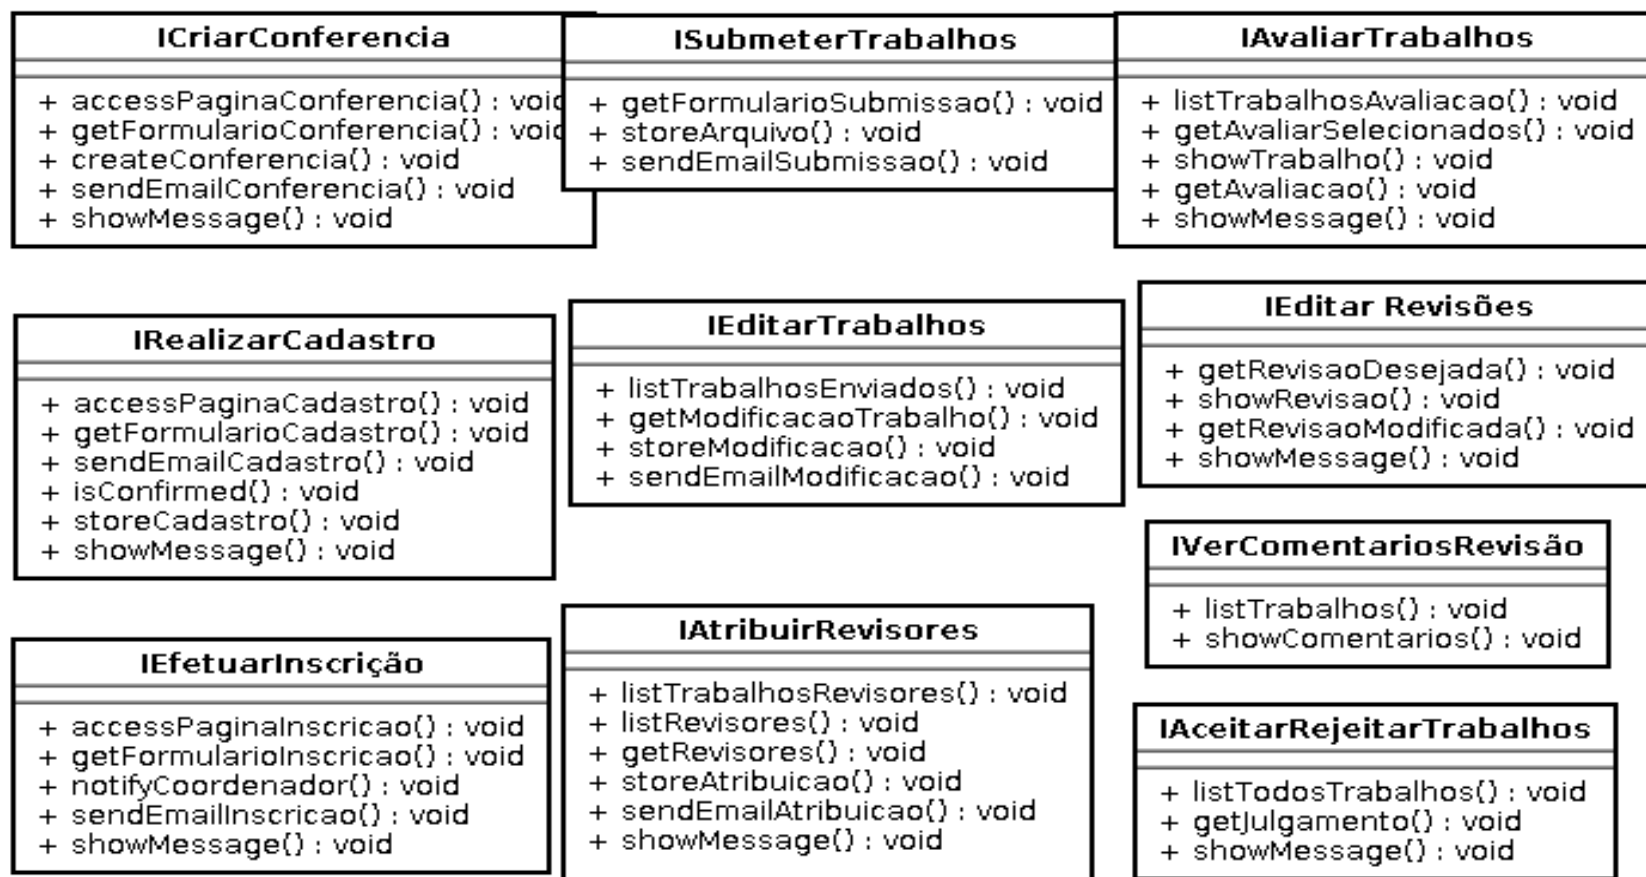 ICriarConferencia
+ accessPaginaConferencia() : void
+ getFormularioConferencia() : void
+ createConferencia() : void
+ sendEmailConferencia() : void
+ showMessage() : void
ISubmeterTrabalhos
+ getFormularioSubmissao() : void
+ storeArquivo() : void
+ sendEmailSubmissao() : void
IAvaliarTrabalhos
+ listTrabalhosAvaliacao() : void
+ getAvaliarSelecionados() : void
+ showTrabalho() : void
+ getAvaliacao() : void
+ showMessage() : void
IRealizarCadastro
+ accessPaginaCadastro() : void
+ getFormularioCadastro() : void
+ sendEmailCadastro() : void
+ isConfirmed() : void
+ storeCadastro() : void
+ showMessage() : void
IEditarTrabalhos
+ listTrabalhosEnviados() : void
+ getModificacaoTrabalho() : void
+ storeModificacao() : void
+ sendEmailModificacao() : void
IEditar Revisões
+ getRevisaoDesejada() : void
+ showRevisao() : void
+ getRevisaoModificada() : void
+ showMessage() : void
IVerComentariosRevisão
+ listTrabalhos() : void
+ showComentarios() : void
IEfetuarInscrição
+ accessPaginaInscricao() : void
+ getFormularioInscricao() : void
+ notifyCoordenador() : void
+ sendEmailInscricao() : void
+ showMessage() : void
IAtribuirRevisores
+ listTrabalhosRevisores() : void
+ listRevisores() : void
+ getRevisores() : void
+ storeAtribuicao() : void
+ sendEmailAtribuicao() : void
+ showMessage() : void
IAceitarRejeitarTrabalhos
+ listTodosTrabalhos() : void
+ getJulgamento() : void
+ showMessage() : void